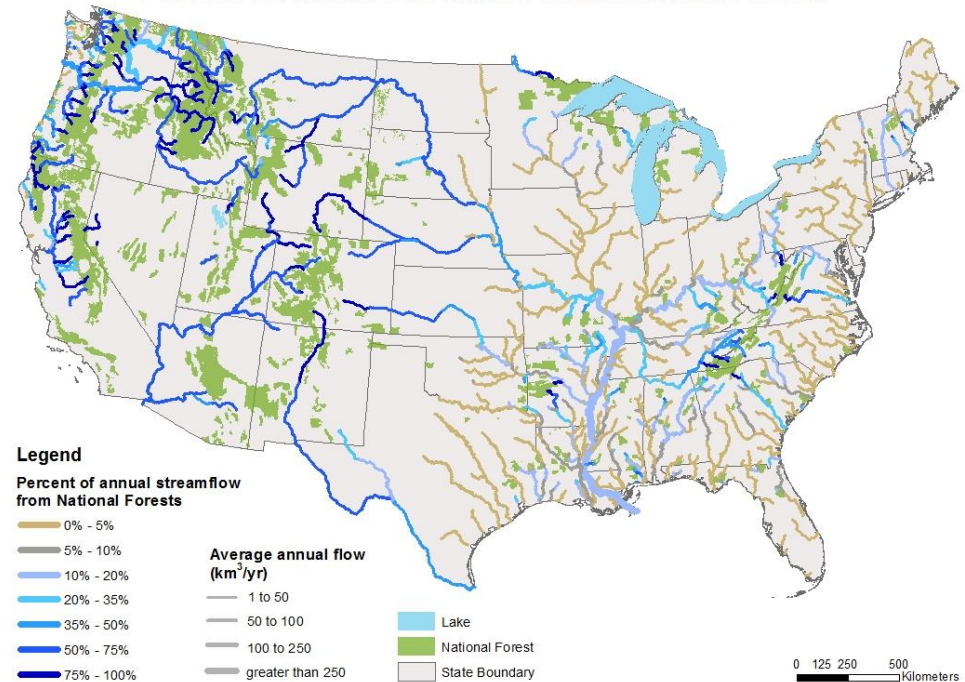 Legend
Percent of annual streamflow
from National Forests
0% - 5%
5% - 10%
10% - 20%
20% - 35%
35% - 50%
50% - 75%
75% - 100%
Average annual flow
(km³/yr)
1 to 50
50 to 100
100 to 250
greater than 250
Lake
National Forest
State Boundary
0 125 250 500
Kilometers